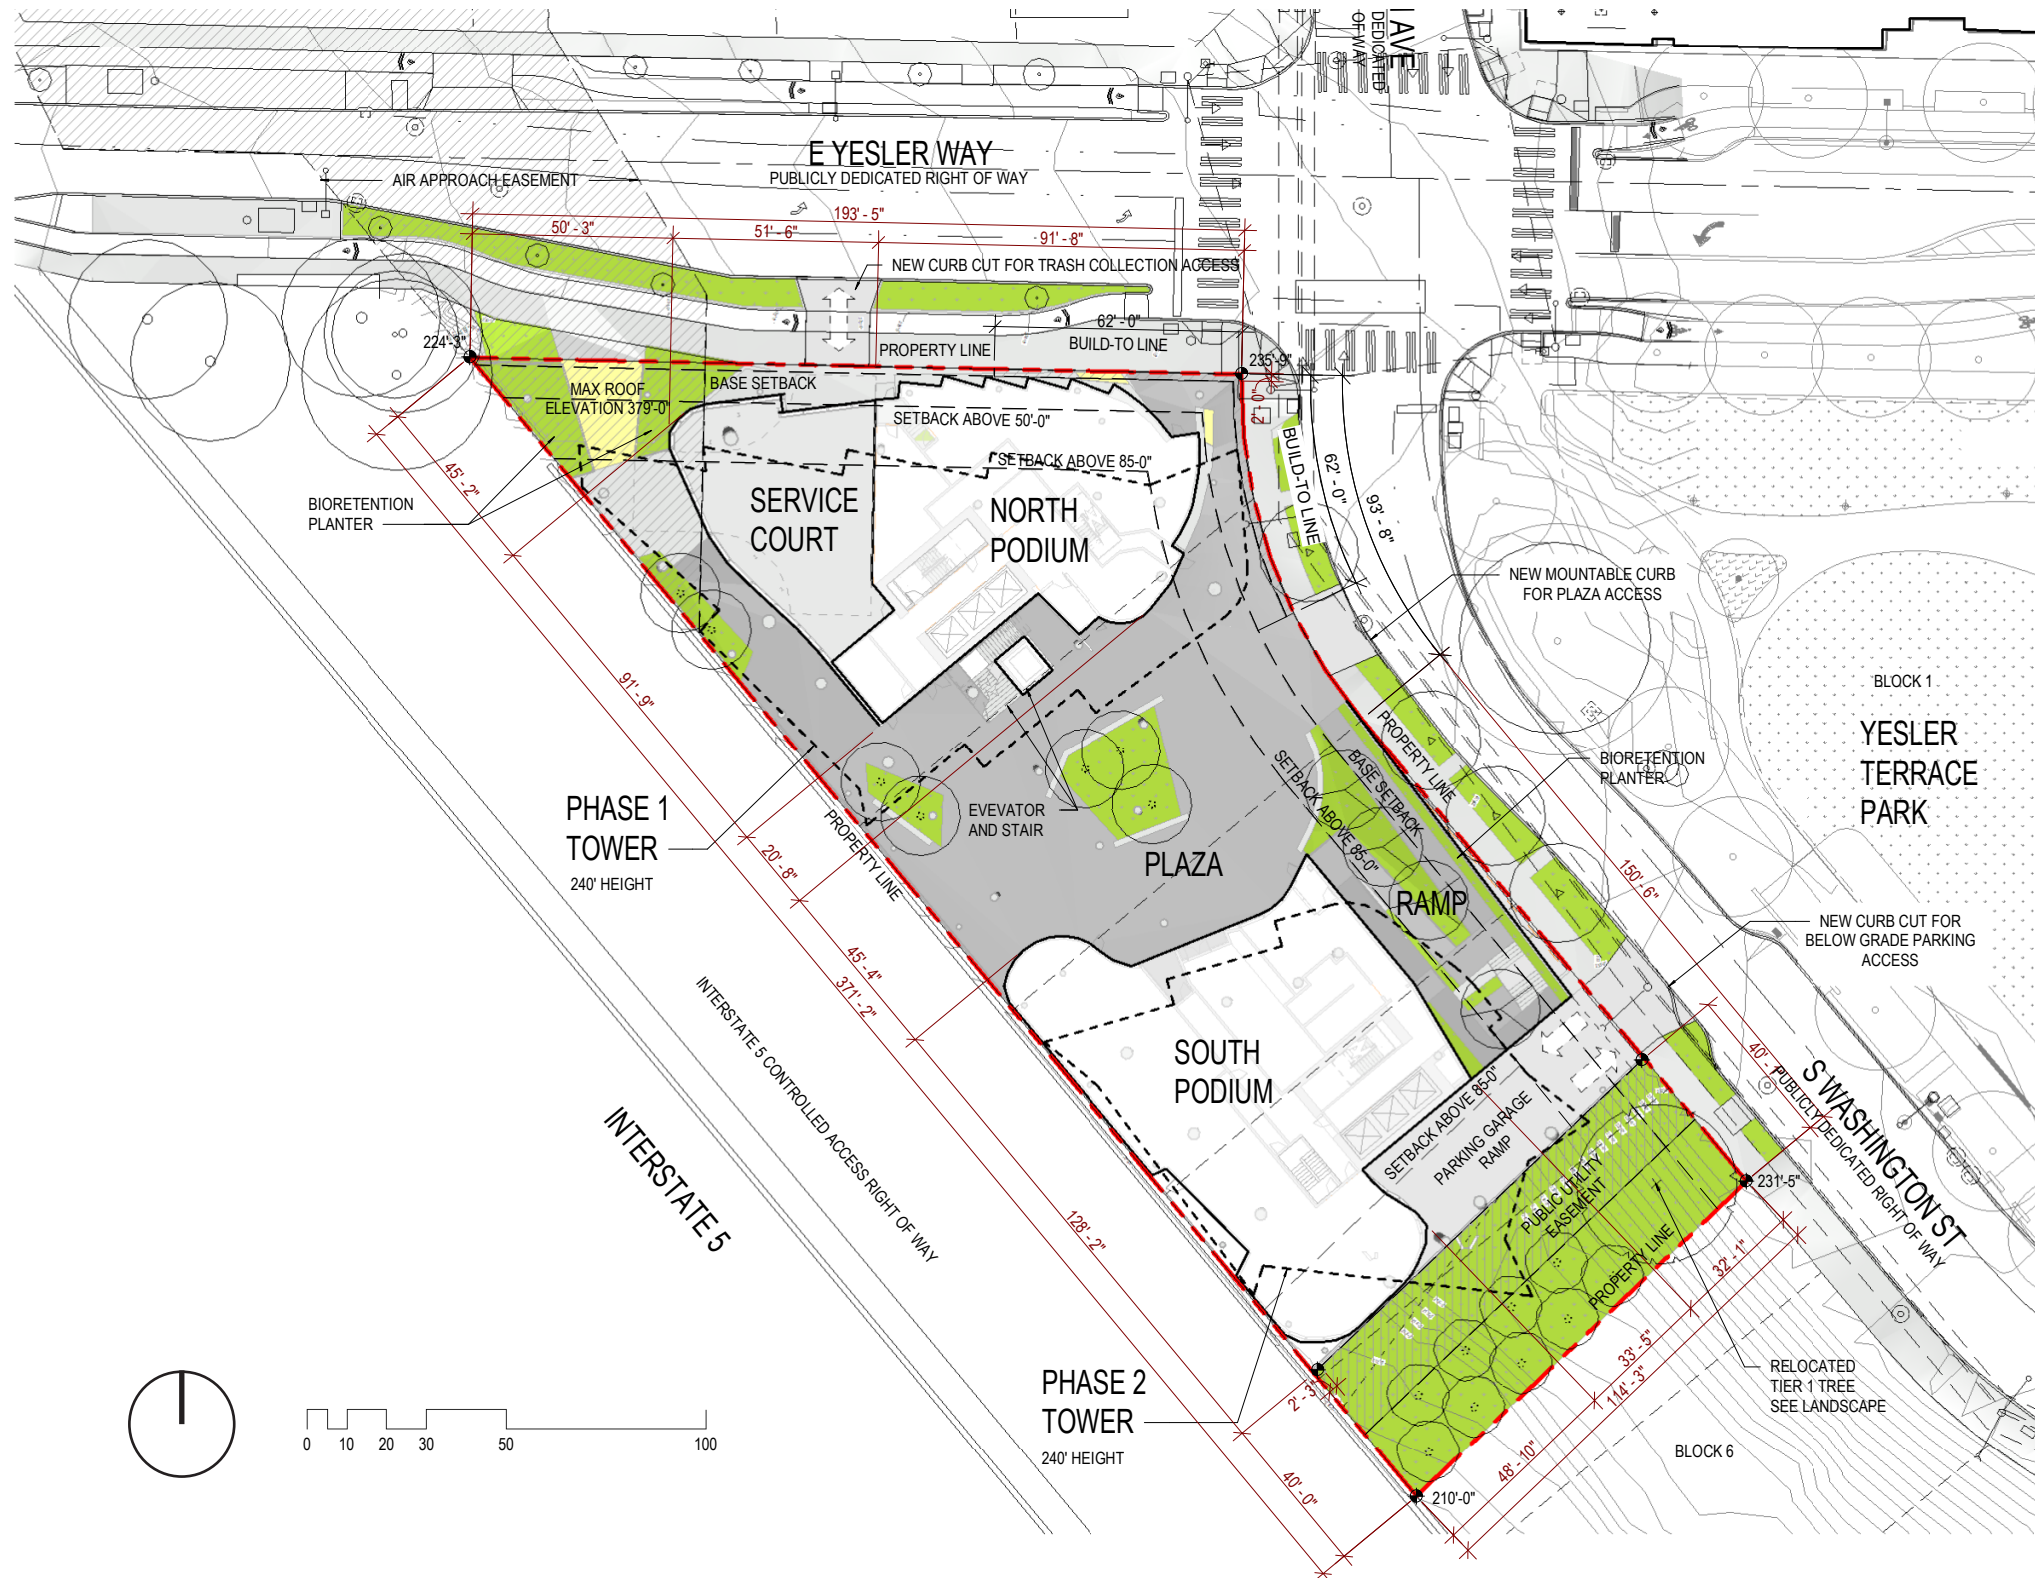 I AVE
DEDICATED
OF WAY
E YESLER WAY
PUBLICLY DEDICATED RIGHT OF WAY
AIR APPROACH EASEMENT
193' - 5"
50' - 3"
51' - 6"
91' - 8"
NEW CURB CUT FOR TRASH COLLECTION ACCESS
62' - 0"
BUILD-TO LINE
PROPERTY LINE
224'-3"
235'-9"
2' - 0"
MAX ROOF
ELEVATION 379'-0"
BASE SETBACK
SETBACK ABOVE 50'-0"
SETBACK ABOVE 85-0"
BUILD-TO LINE
62' - 0"
93' - 8"
45' - 2"
BIORETENTION
PLANTER
SERVICE
COURT
NORTH
PODIUM
NEW MOUNTABLE CURB
FOR PLAZA ACCESS
BLOCK 1
YESLER
TERRACE
PARK
91' - 9"
PROPERTY LINE
BASE SETBACK
SETBACK ABOVE 85-0"
BIORETENTION
PLANTER
PHASE 1
TOWER
240' HEIGHT
20' - 8"
PROPERTY LINE
EVEVATOR
AND STAIR
PLAZA
RAMP
150' - 6"
NEW CURB CUT FOR
BELOW GRADE PARKING
ACCESS
45' - 4"
371' - 2"
INTERSTATE 5 CONTROLLED ACCESS RIGHT OF WAY
INTERSTATE 5
SOUTH
PODIUM
SETBACK ABOVE 85-0"
PARKING GARAGE
RAMP
PUBLIC UTILITY
EASEMENT
PROPERTY LINE
S WASHINGTON ST
PUBLICLY DEDICATED RIGHT OF WAY
231'-5"
128' - 2"
32' - 1"
33' - 5"
114' - 3"
48' - 10"
2' - 3"
PHASE 2
TOWER
240' HEIGHT
40' - 0"
210'-0"
RELOCATED
TIER 1 TREE
SEE LANDSCAPE
BLOCK 6
0 10 20 30 50 100